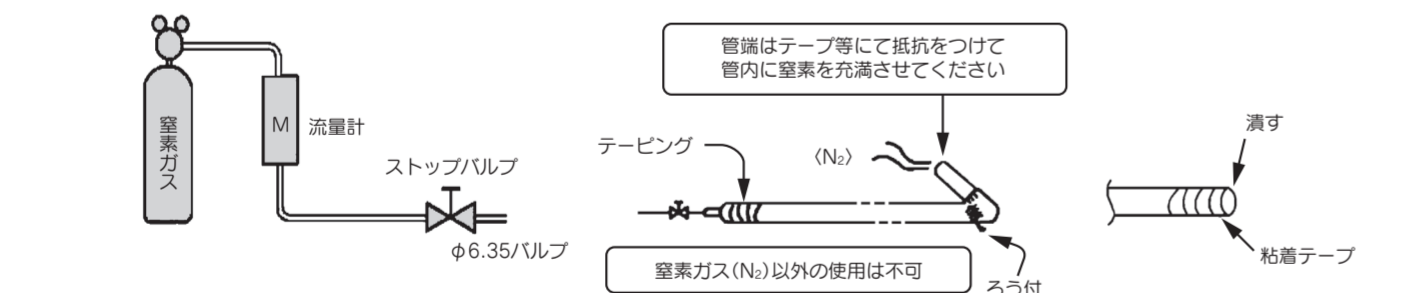 窒素ガス
M
流量計
ストップバルブ
φ6.35バルブ
管端はテープ等にて抵抗をつけて
管内に窒素を充満させてください
テーピング
〈N₂〉
窒素ガス(N₂)以外の使用は不可
ろう付
潰す
粘着テープ